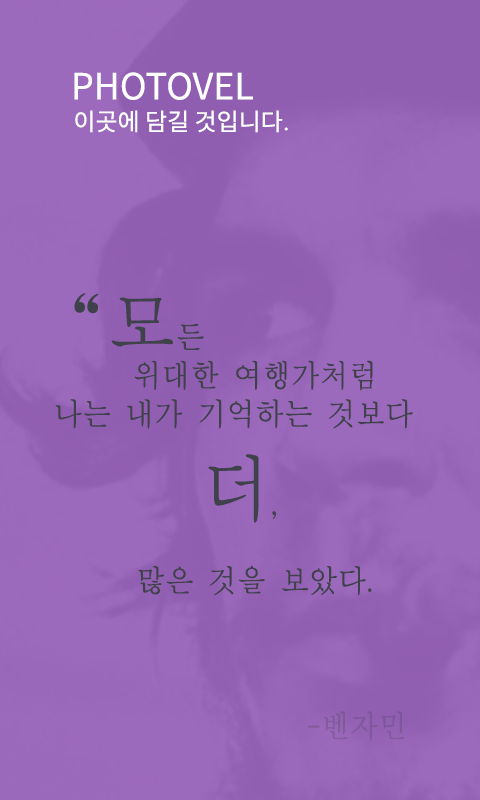 PHOTOVEL
이곳에 담길 것입니다.
“ 모든
위대한 여행가처럼
나는 내가 기억하는 것보다
더,
많은 것을 보았다.
-벤자민